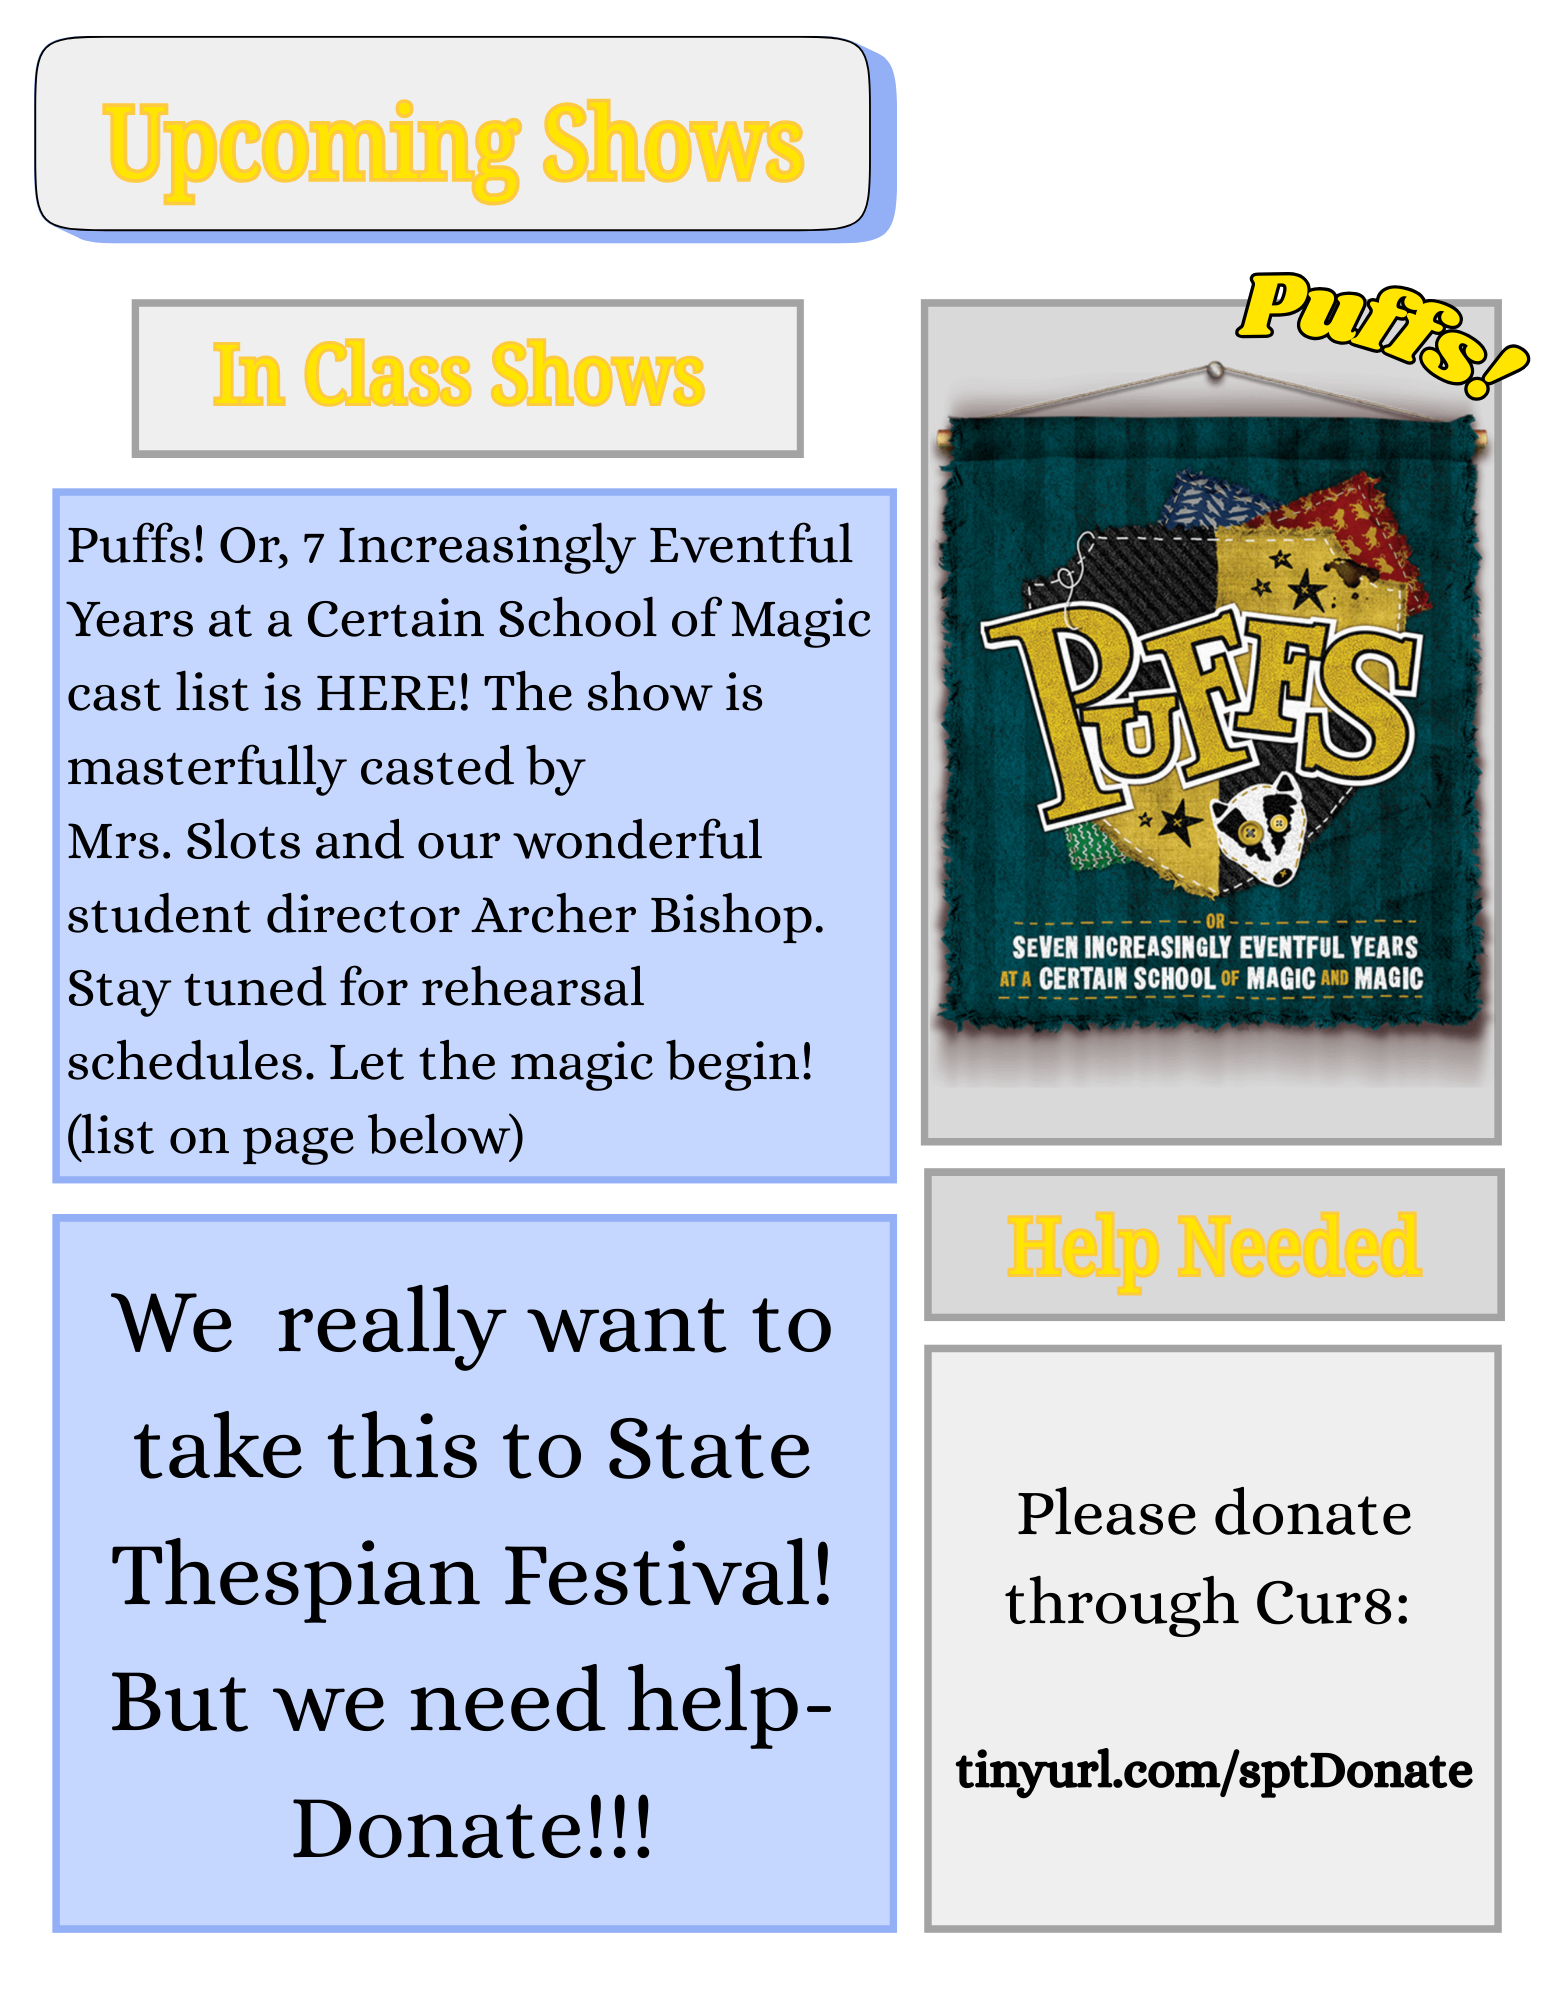 Upcoming Shows
In Class Shows
Puffs! Or, 7 Increasingly Eventful
Years at a Certain School of Magic
cast list is HERE! The show is
masterfully casted by
Mrs. Slots and our wonderful
student director Archer Bishop.
Stay tuned for rehearsal
schedules. Let the magic begin!
(list on page below)
We really want to
take this to State
Thespian Festival!
But we need help-
Donate!!!
Puffs!
PUFFS
OR
SEVEN INCREASINGLY EVENTFUL YEARS
AT A CERTAIN SCHOOL OF MAGIC AND MAGIC
Help Needed
Please donate
through Cur8:
tinyurl.com/sptDonate